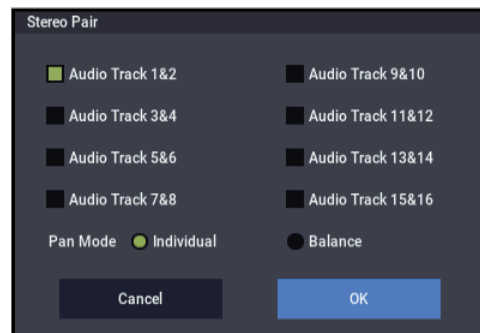 Stereo Pair
Audio Track 1&2
Audio Track 9&10
Audio Track 3&4
Audio Track 11&12
Audio Track 5&6
Audio Track 13&14
Audio Track 7&8
Audio Track 15&16
Pan Mode Individual Balance
Cancel OK